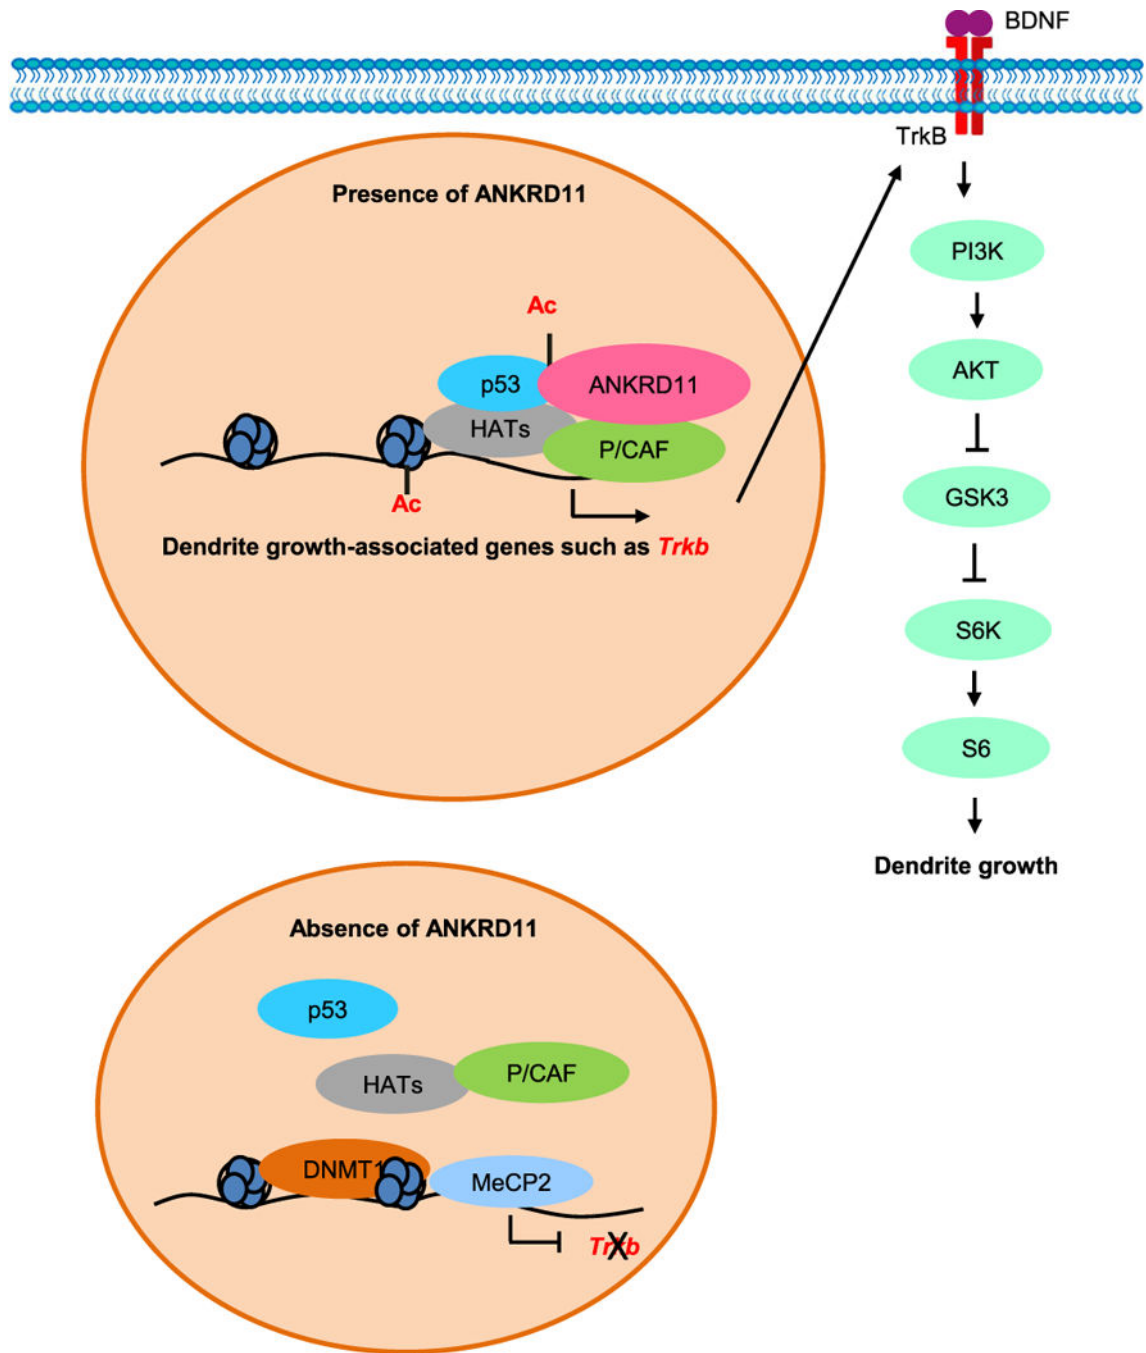 BDNF
TrkB
Presence of ANKRD11
PI3K
Ac
AKT
p53
ANKRD11
HATs
P/CAF
GSK3
Ac
Dendrite growth-associated genes such as Trkb
S6K
S6
Dendrite growth
Absence of ANKRD11
p53
HATs
P/CAF
DNMT1
MeCP2
Trkb